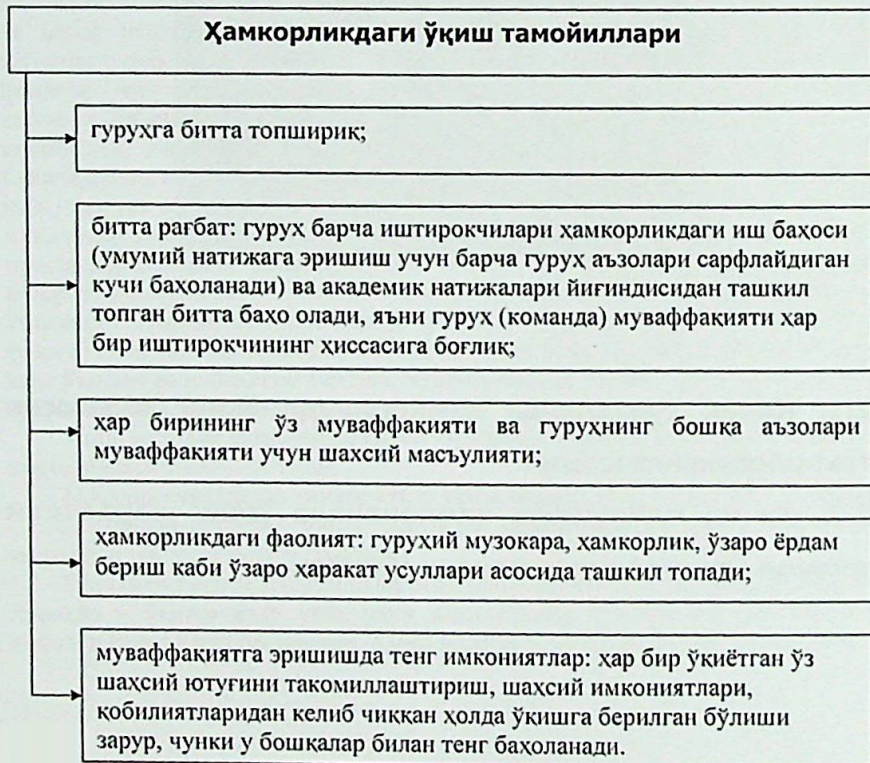 Ҳамкорликдаги ўқиш тамойиллари
гуруҳга битта топшириқ;
битта рағбат: гуруҳ барча иштирокчилари ҳамкорликдаги иш баҳоси
(умумий натижага эришиш учун барча гуруҳ аъзолари сарфлайдиган
кучи баҳоланади) ва академик натижалари йиғиндисидан ташкил
топган битта баҳо олади, яъни гуруҳ (команда) муваффақияти ҳар
бир иштирокчининг ҳиссасига боғлиқ;
ҳар бирининг ўз муваффақияти ва гуруҳнинг бошқа аъзолари
муваффақияти учун шахсий масъулияти;
ҳамкорликдаги фаолият: гуруҳий музокара, ҳамкорлик, ўзаро ёрдам
бериш каби ўзаро ҳаракат усуллари асосида ташкил топади;
муваффақиятга эришишда тенг имкониятлар: ҳар бир ўқиётган ўз
шахсий ютуғини такомиллаштириш, шахсий имкониятлари,
қобилиятларидан келиб чиққан ҳолда ўқишга берилган бўлиши
зарур, чунки у бошқалар билан тенг баҳоланади.